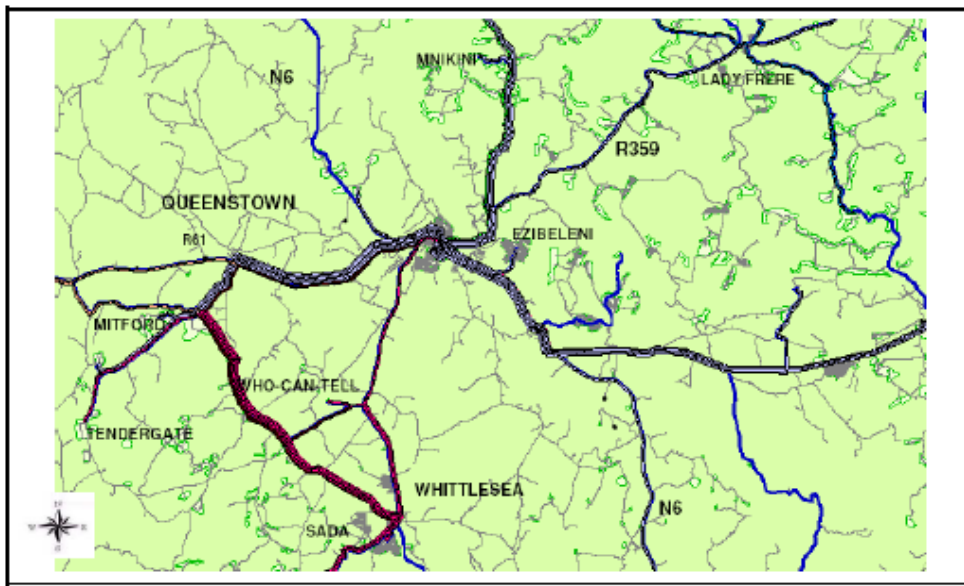 MNIKINI
N6
LADY FRERE
R359
QUEENSTOWN
EZIBELENI
R61
MITFORD
WHO-CAN-TELL
TENDERGATE
WHITTLESEA
N6
SADA